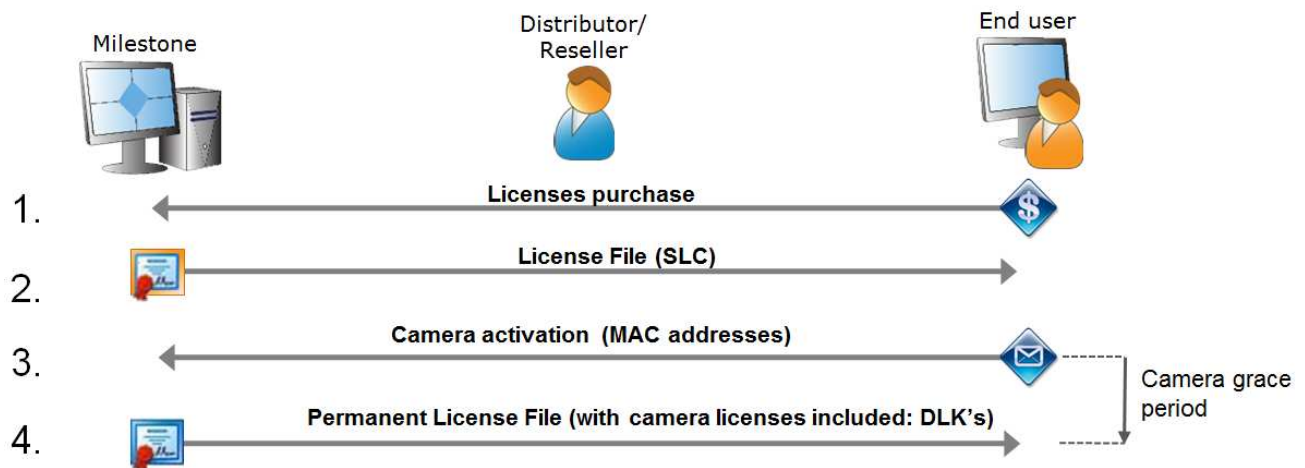 Milestone
Distributor/
Reseller
End user
1.
Licenses purchase
$
2.
License File (SLC)
3.
Camera activation (MAC addresses)
Camera grace
period
4.
Permanent License File (with camera licenses included: DLK's)